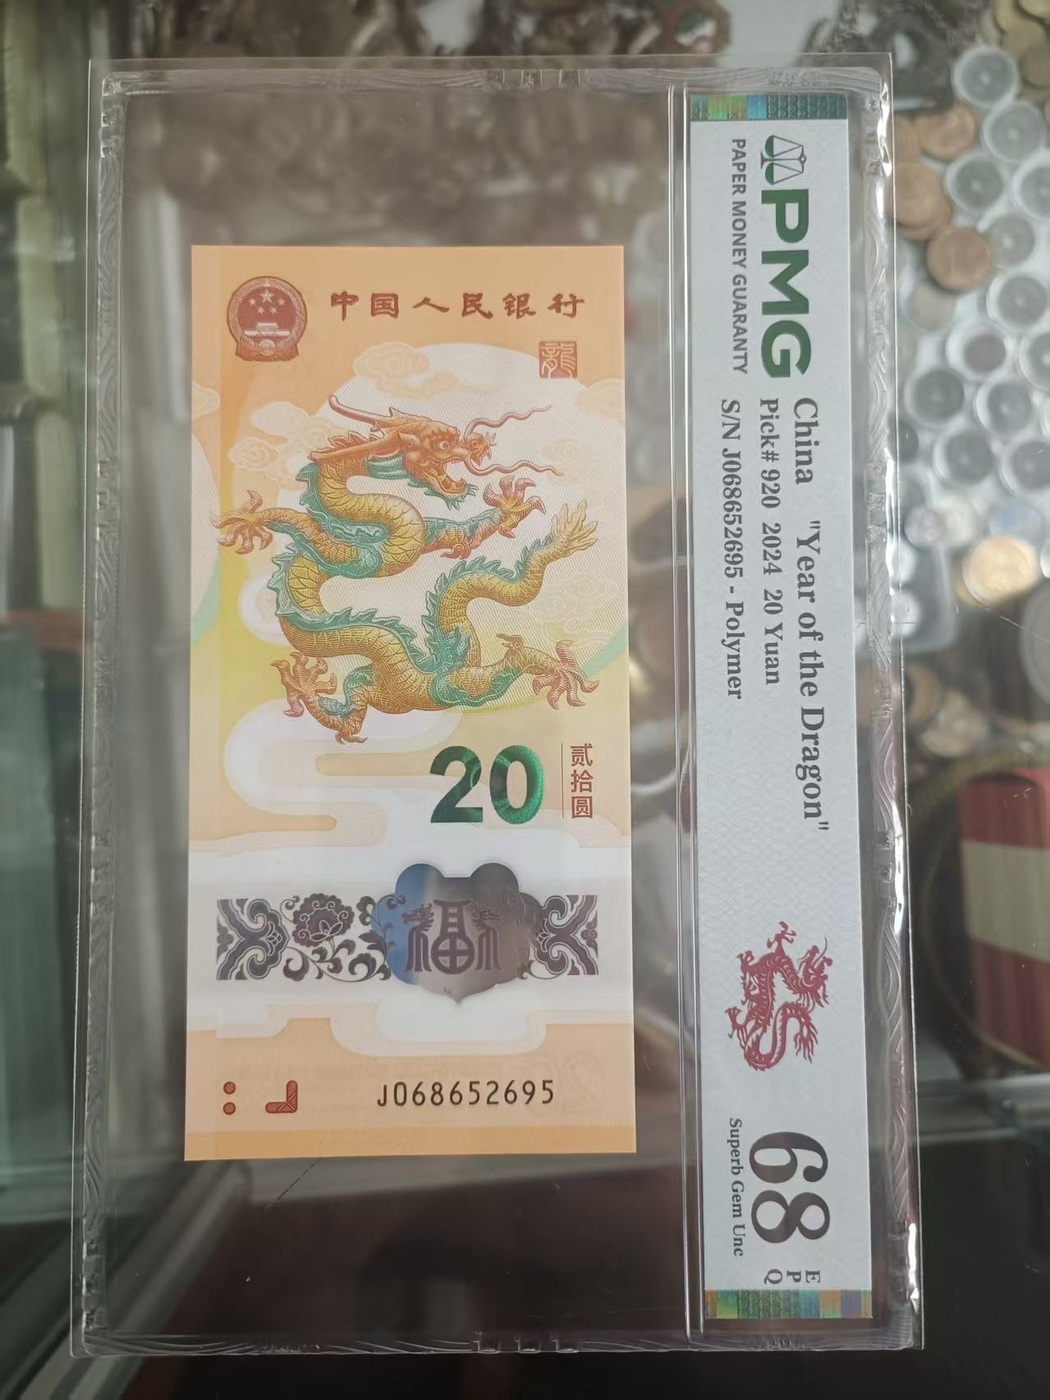 中国人民银行
龍
20
贰拾圆
福
J068652695
PMG
PAPER MONEY GUARANTY
China "Year of the Dragon"
Pick# 920 2024 20 Yuan
S/N J068652695 - Polymer
68
EPQ
Superb Gem Unc